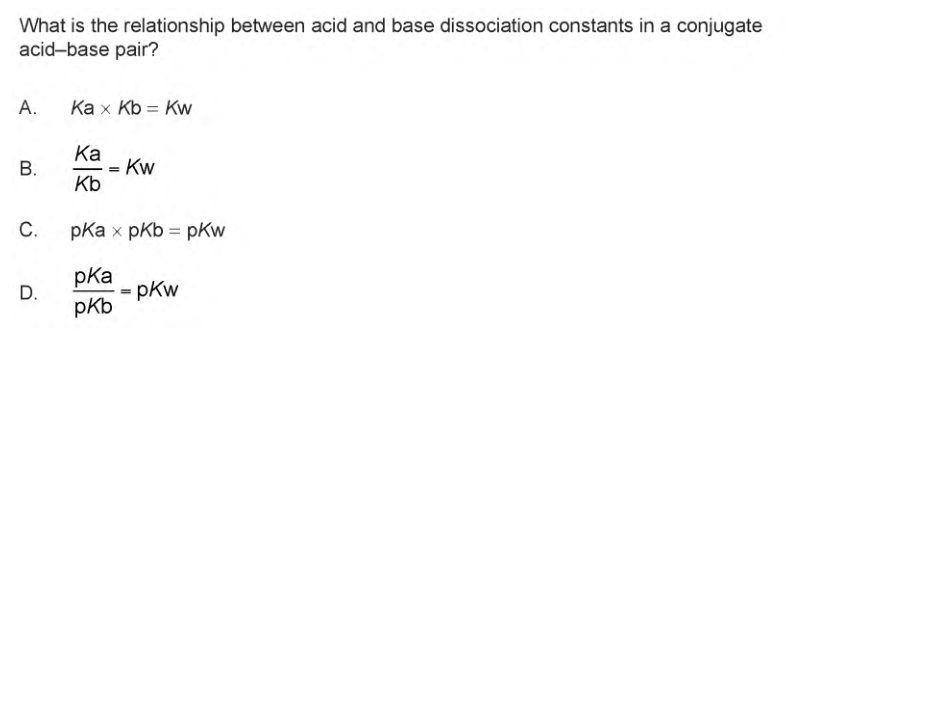 What is the relationship between acid and base dissociation constants in a conjugate
acid–base pair?
A. Ka × Kb = Kw
B. Ka/Kb = Kw
C. pKa × pKb = pKw
D. pKa/pKb = pKw